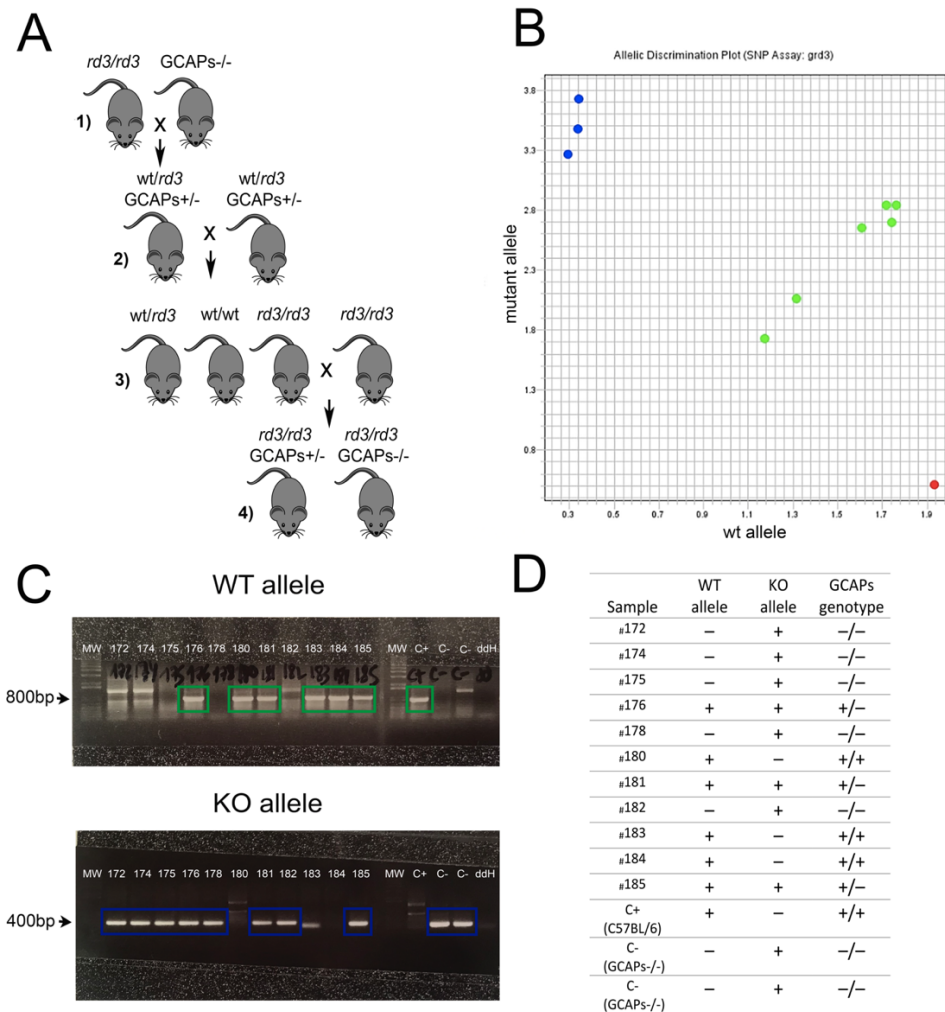 A
rd3/rd3 GCAPs-/-
1) X
wt/rd3 wt/rd3
GCAPs+/- GCAPs+/-
2) X
wt/rd3 wt/wt rd3/rd3 rd3/rd3
3) X
rd3/rd3 rd3/rd3
GCAPs+/- GCAPs-/-
4)
B
Allelic Discrimination Plot (SNP Assay: grd3)
mutant allele
3.8
3.3
2.8
2.3
1.8
1.3
0.8
0.3 0.5 0.7 0.9 1.1 1.3 1.5 1.7 1.9
wt allele
C
WT allele
MW 172 174 175 176 178 180 181 182 183 184 185 MW C+ C- C- ddH
800bp
KO allele
MW 172 174 175 176 178 180 181 182 183 184 185 MW C+ C- C- ddH
400bp
D
WT KO GCAPs
Sample allele allele genotype
#172 – + –/–
#174 – + –/–
#175 – + –/–
#176 + + +/–
#178 – + –/–
#180 + – +/+
#181 + + +/–
#182 – + –/–
#183 + – +/+
#184 + – +/+
#185 + + +/–
C+
(C57BL/6) + – +/+
C-
(GCAPs-/-) – + –/–
C-
(GCAPs-/-) – + –/–